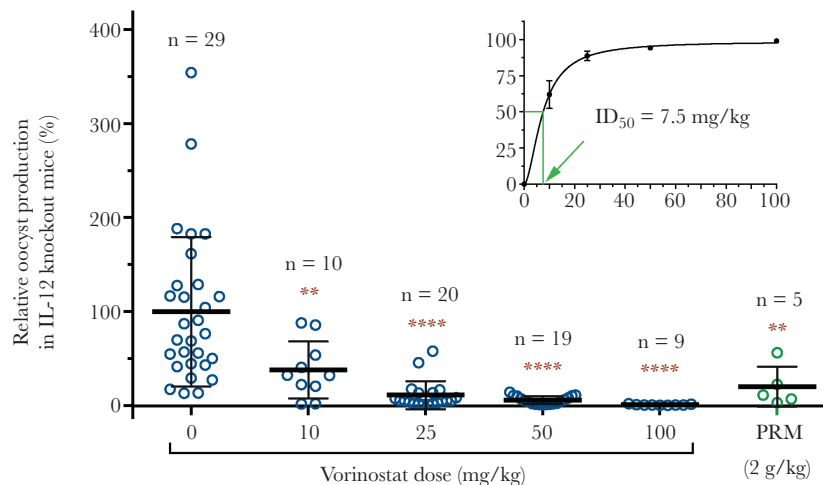 Relative oocyst production
in IL-12 knockout mice (%)
400
300
200
100
0
n = 29
n = 10
**
n = 20
****
n = 19
****
n = 9
****
n = 5
**
0
10
25
50
100
PRM
Vorinostat dose (mg/kg)
(2 g/kg)
100
75
50
25
0
ID50 = 7.5 mg/kg
0
20
40
60
80
100